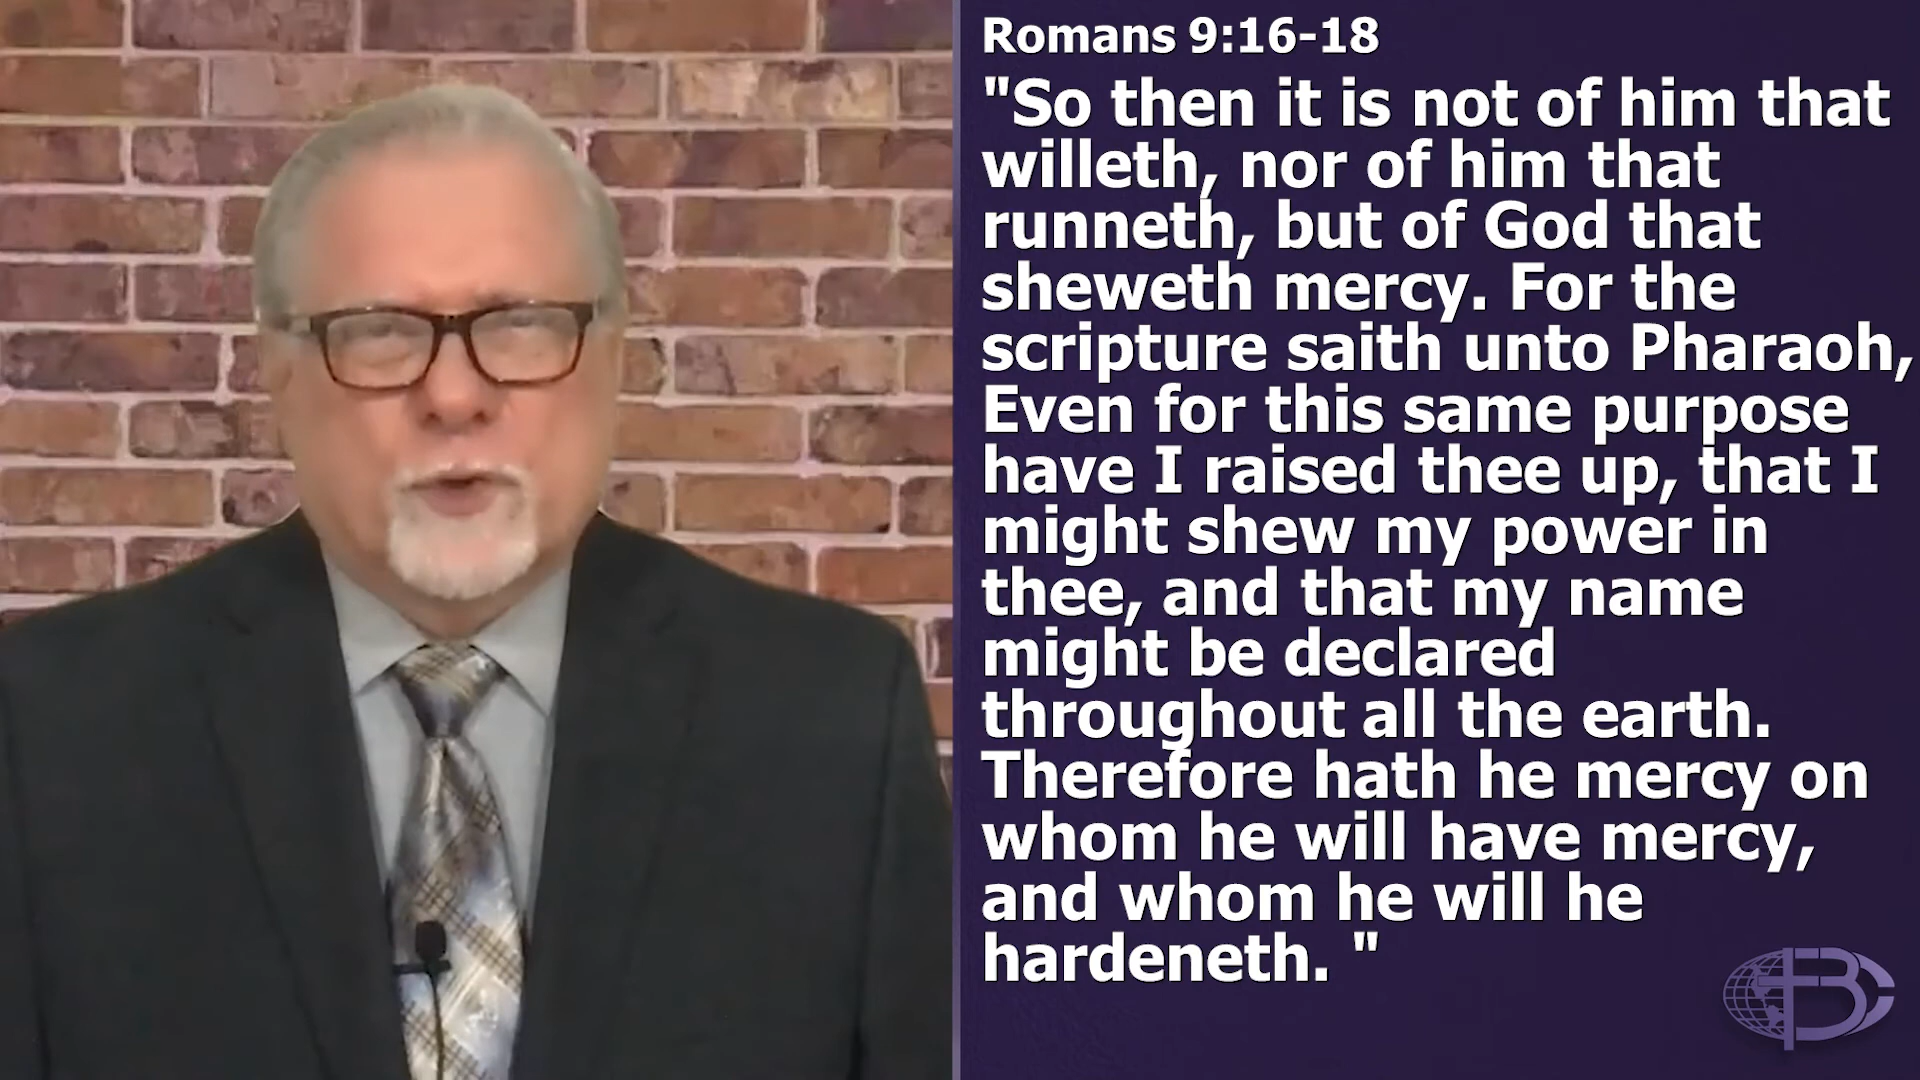 Romans 9:16-18
"So then it is not of him that
willeth, nor of him that
runneth, but of God that
sheweth mercy. For the
scripture saith unto Pharaoh,
Even for this same purpose
have I raised thee up, that I
might shew my power in
thee, and that my name
might be declared
throughout all the earth.
Therefore hath he mercy on
whom he will have mercy,
and whom he will he
hardeneth. "